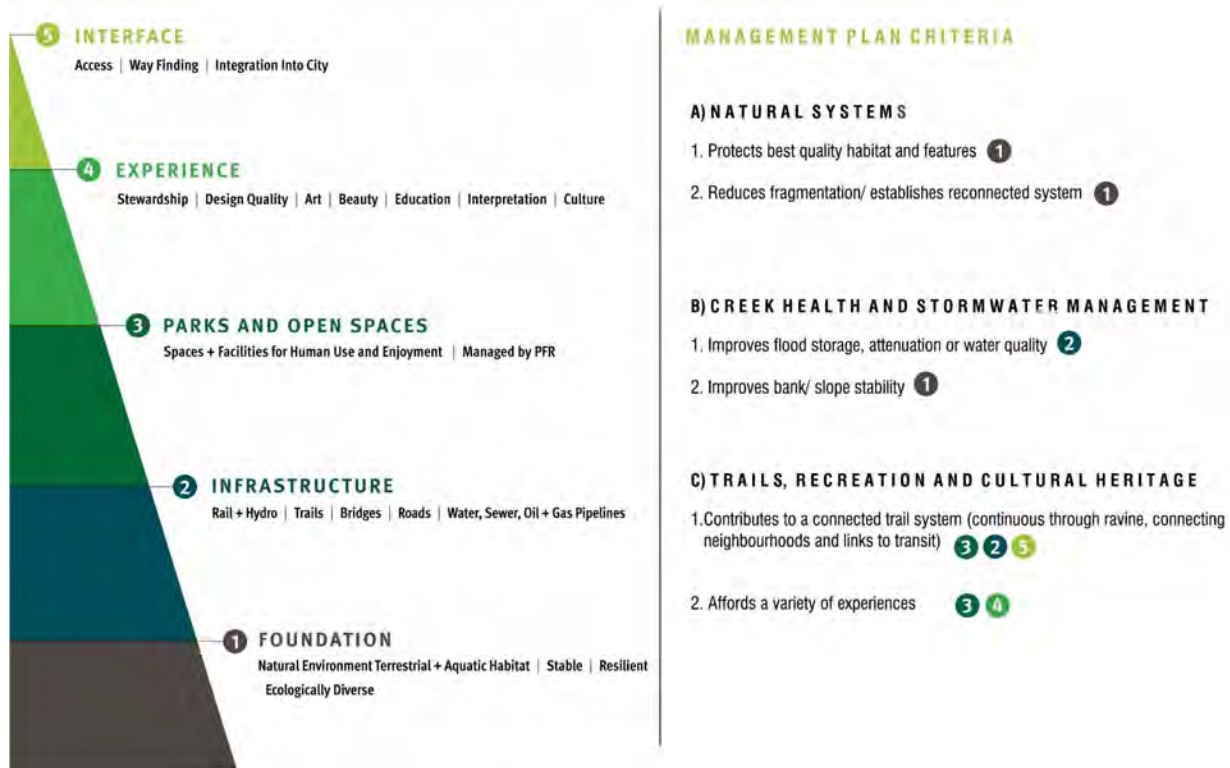 5 INTERFACE
Access | Way Finding | Integration Into City
4 EXPERIENCE
Stewardship | Design Quality | Art | Beauty | Education | Interpretation | Culture
3 PARKS AND OPEN SPACES
Spaces + Facilities for Human Use and Enjoyment | Managed by PFR
2 INFRASTRUCTURE
Rail + Hydro | Trails | Bridges | Roads | Water, Sewer, Oil + Gas Pipelines
1 FOUNDATION
Natural Environment Terrestrial + Aquatic Habitat | Stable | Resilient
Ecologically Diverse
MANAGEMENT PLAN CRITERIA
A) NATURAL SYSTEMS
1. Protects best quality habitat and features 1
2. Reduces fragmentation/ establishes reconnected system 1
B) CREEK HEALTH AND STORMWATER MANAGEMENT
1. Improves flood storage, attenuation or water quality 2
2. Improves bank/ slope stability 1
C) TRAILS, RECREATION AND CULTURAL HERITAGE
1.Contributes to a connected trail system (continuous through ravine, connecting
neighbourhoods and links to transit) 3 2 5
2. Affords a variety of experiences 3 4